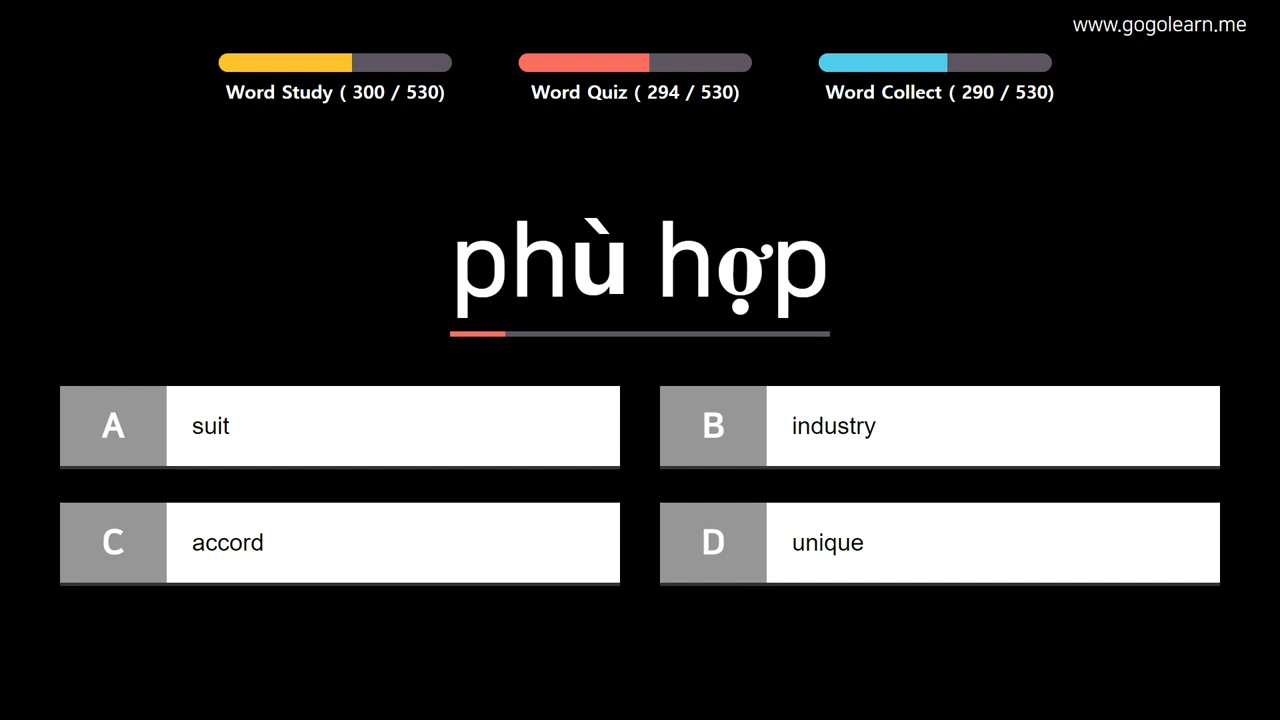 www.gogolearn.me
Word Study ( 300 / 530)
Word Quiz ( 294 / 530)
Word Collect ( 290 / 530)
phù hợp
A suit
B industry
C accord
D unique